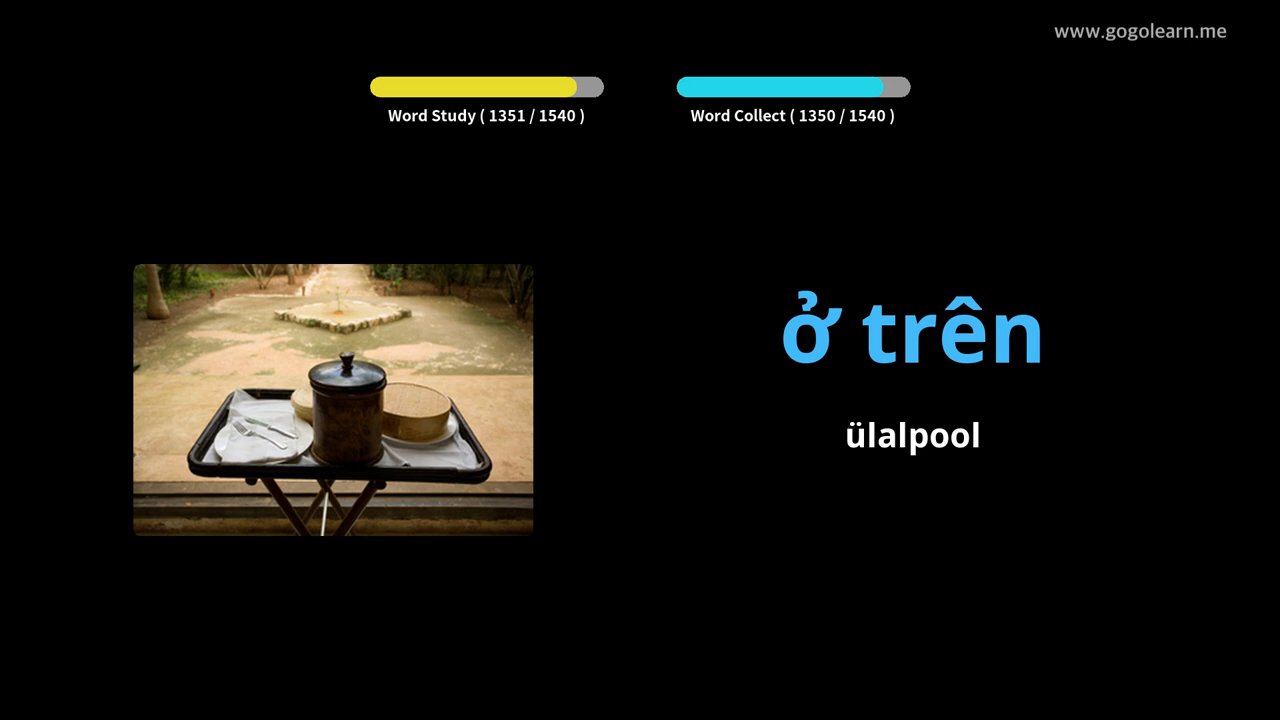 www.gogolearn.me
Word Study ( 1351 / 1540 )
Word Collect ( 1350 / 1540 )
ở trên
ülalpool